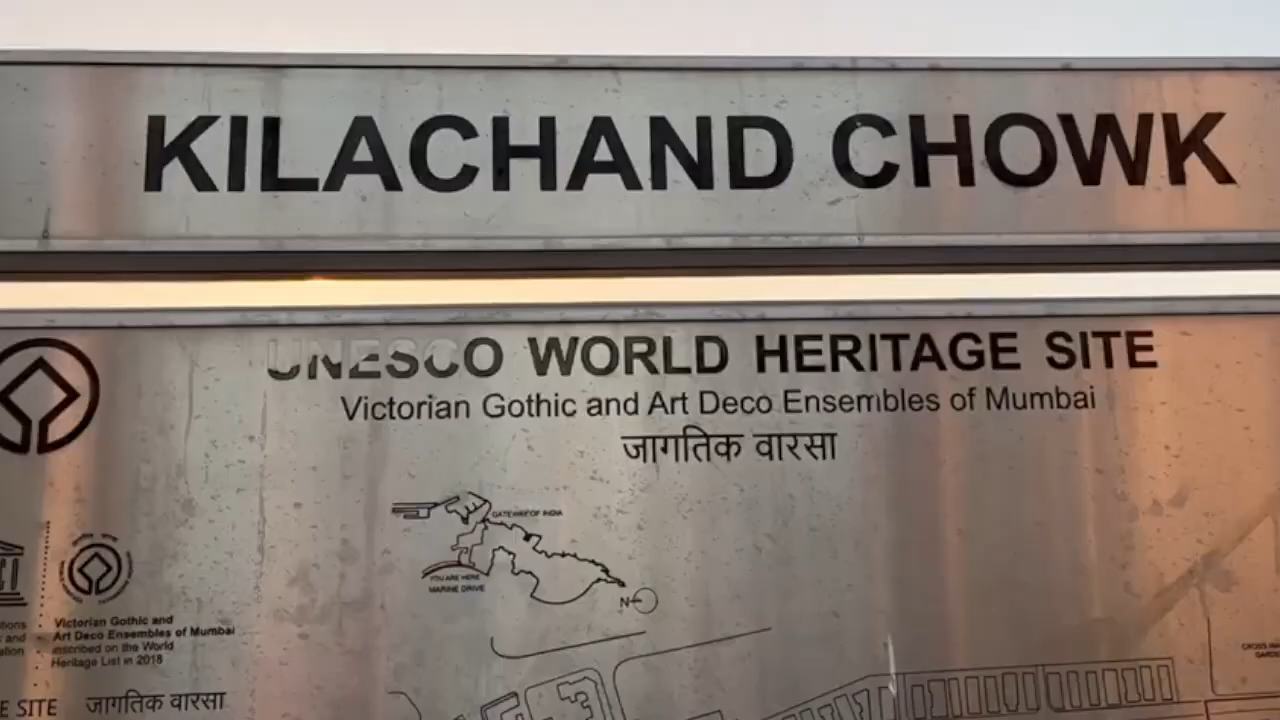 KILACHAND CHOWK
UNESCO WORLD HERITAGE SITE
Victorian Gothic and Art Deco Ensembles of Mumbai
जागतिक वारसा
GATEWAY OF INDIA
YOU ARE HERE
MARINE DRIVE
N
Victorian Gothic and
Art Deco Ensembles of Mumbai
inscribed on the World
Heritage List in 2018
and
E SITE जागतिक वारसा